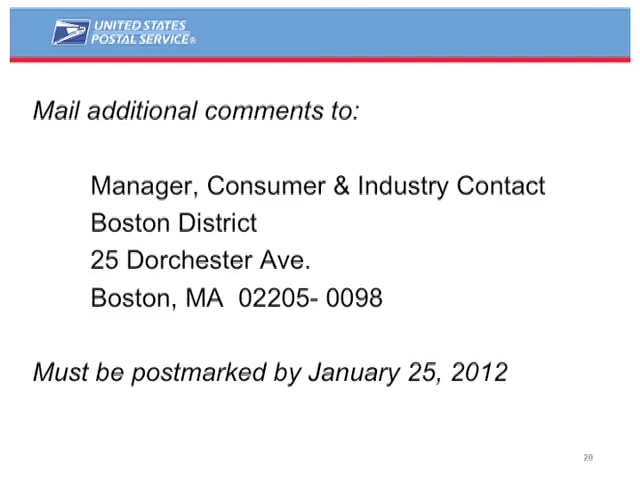 UNITED STATES
POSTAL SERVICE®
Mail additional comments to:
Manager, Consumer & Industry Contact
Boston District
25 Dorchester Ave.
Boston, MA  02205- 0098
Must be postmarked by January 25, 2012
20